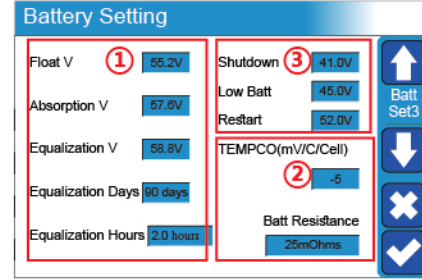 Battery Setting
Float V ① 55.2V
Absorption V 57.6V
Equalization V 58.8V
Equalization Days 90 days
Equalization Hours 2.0 hours
Shutdown ③ 41.0V
Low Batt 45.0V
Restart 52.0V
TEMPCO(mV/C/Cell)
② -5
Batt Resistance
25mOhms
Batt
Set3